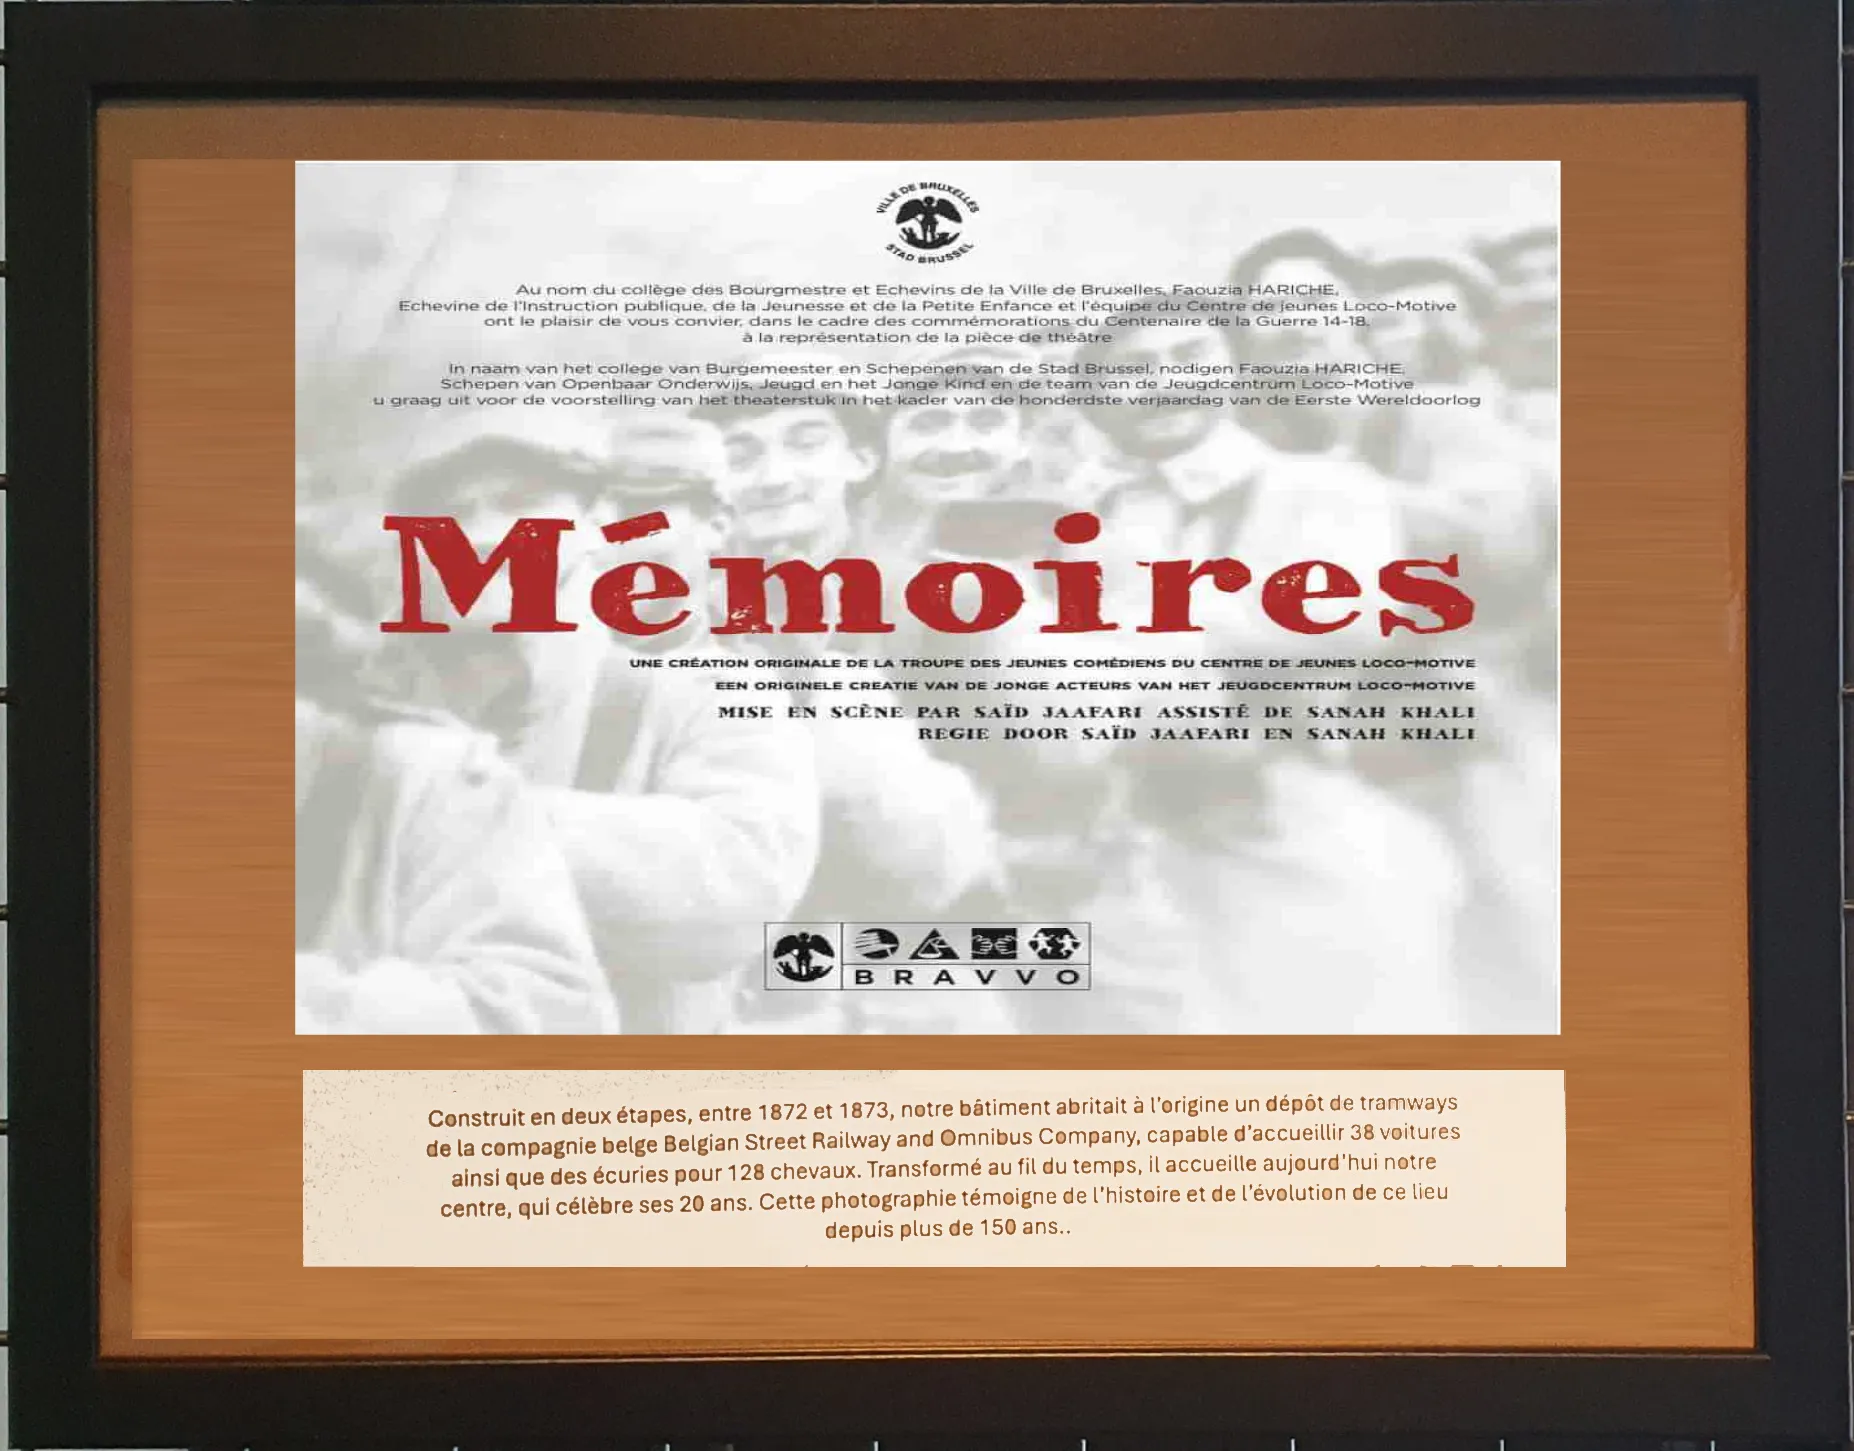 VILLE DE BRUXELLES
STAD BRUSSEL
Au nom du collège des Bourgmestre et Echevins de la Ville de Bruxelles, Faouzia HARICHE,
Echevine de l'Instruction publique, de la Jeunesse et de la Petite Enfance et l'équipe du Centre de jeunes Loco-Motive
ont le plaisir de vous convier, dans le cadre des commémorations du Centenaire de la Guerre 14-18,
à la représentation de la pièce de théâtre
In naam van het college van Burgemeester en Schepenen van de Stad Brussel, nodigen Faouzia HARICHE,
Schepen van Openbaar Onderwijs, Jeugd en het Jonge Kind en de team van de Jeugdcentrum Loco-Motive
u graag uit voor de voorstelling van het theaterstuk in het kader van de honderdste verjaardag van de Eerste Wereldoorlog
Mémoires
UNE CRÉATION ORIGINALE DE LA TROUPE DES JEUNES COMÉDIENS DU CENTRE DE JEUNES LOCO-MOTIVE
EEN ORIGINELE CREATIE VAN DE JONGE ACTEURS VAN HET JEUGDCENTRUM LOCO-MOTIVE
MISE EN SCÈNE PAR SAÏD JAAFARI ASSISTÉ DE SANAH KHALI
REGIE DOOR SAÏD JAAFARI EN SANAH KHALI
BRAVVO
Construit en deux étapes, entre 1872 et 1873, notre bâtiment abritait à l'origine un dépôt de tramways
de la compagnie belge Belgian Street Railway and Omnibus Company, capable d'accueillir 38 voitures
ainsi que des écuries pour 128 chevaux. Transformé au fil du temps, il accueille aujourd'hui notre
centre, qui célèbre ses 20 ans. Cette photographie témoigne de l'histoire et de l'évolution de ce lieu
depuis plus de 150 ans..